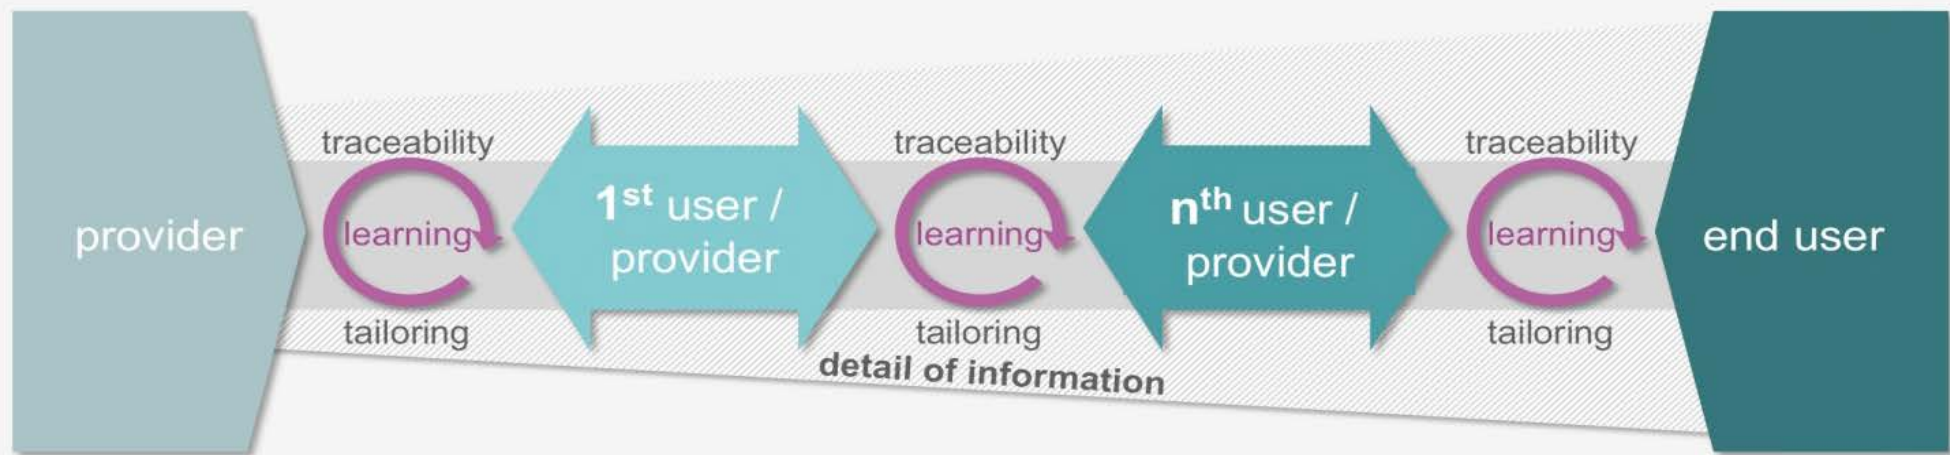 provider
traceability
learning
tailoring
1st user /
provider
traceability
learning
tailoring
nth user /
provider
traceability
learning
tailoring
end user
detail of information